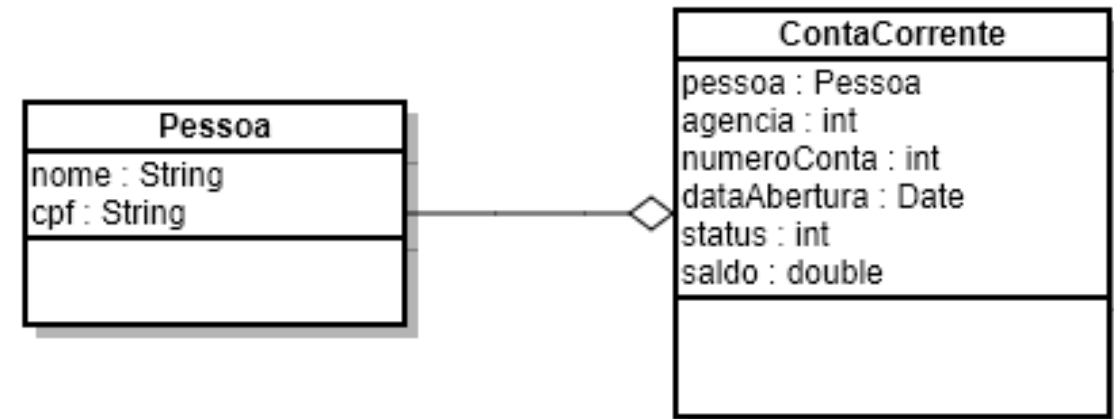 Pessoa
nome : String
cpf : String
ContaCorrente
pessoa : Pessoa
agencia : int
numeroConta : int
dataAbertura : Date
status : int
saldo : double